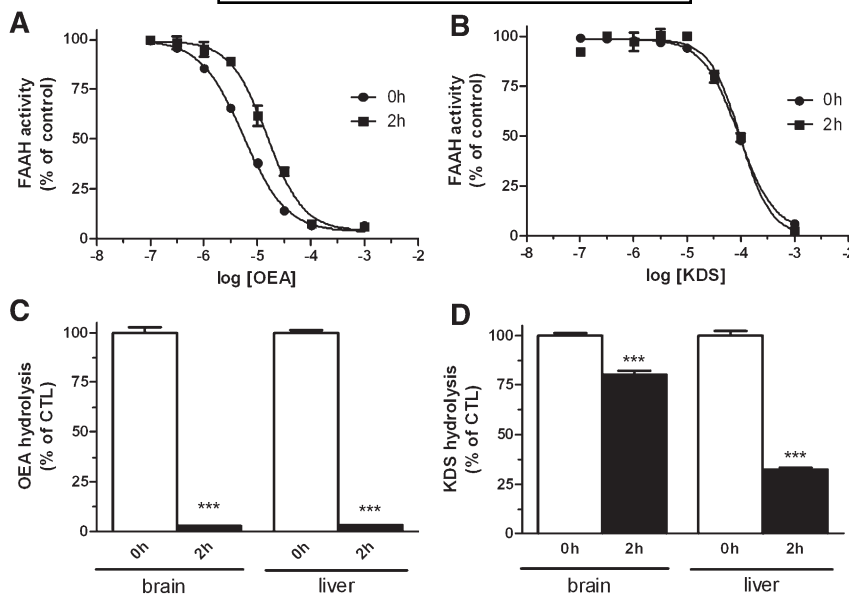 A
FAAH activity
(% of control)
100
75
50
25
0
-8 -7 -6 -5 -4 -3 -2
log [OEA]
0h
2h
B
FAAH activity
(% of control)
100
75
50
25
0
-8 -7 -6 -5 -4 -3 -2
log [KDS]
0h
2h
C
OEA hydrolysis
(% of CTL)
100
75
50
25
0
***
***
0h 2h 0h 2h
brain liver
D
KDS hydrolysis
(% of CTL)
100
75
50
25
0
***
***
0h 2h 0h 2h
brain liver